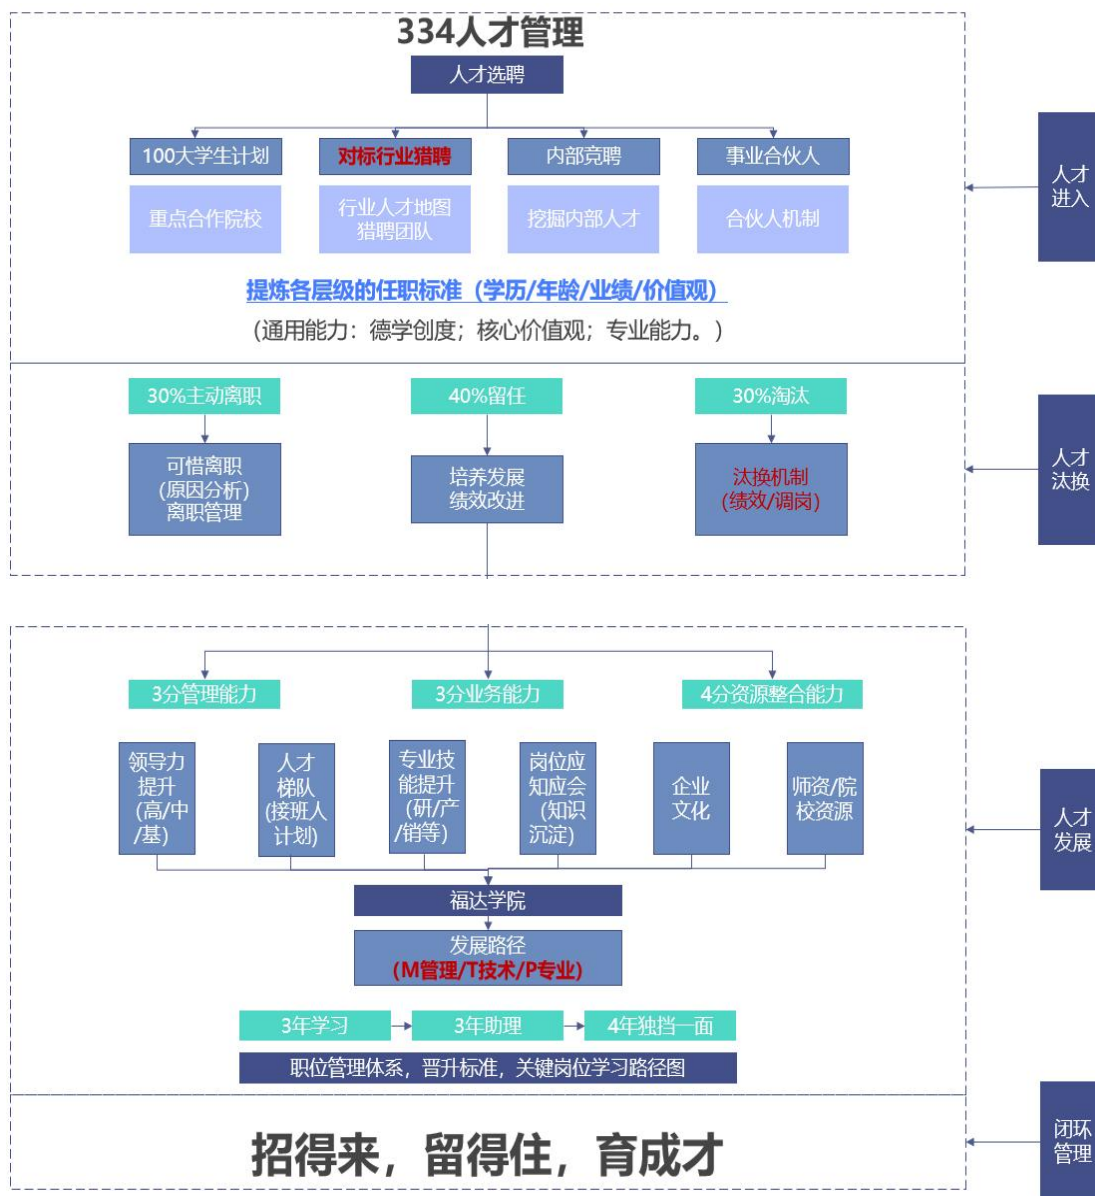 334人才管理
人才选聘
100大学生计划
对标行业猎聘
内部竞聘
事业合伙人
重点合作院校
行业人才地图
猎聘团队
挖掘内部人才
合伙人机制
人才
进入
提炼各层级的任职标准（学历/年龄/业绩/价值观）
（通用能力：德学创度；核心价值观；专业能力。）
30%主动离职
40%留任
30%淘汰
可惜离职
(原因分析)
离职管理
培养发展
绩效改进
汰换机制
(绩效/调岗)
人才
汰换
3分管理能力
3分业务能力
4分资源整合能力
领导力
提升
（高/中
/基）
人才
梯队
(接班人
计划)
专业技
能提升
（研/产
/销等）
岗位应
知应会
（知识
沉淀）
企业
文化
师资/院
校资源
人才
发展
福达学院
发展路径
(M管理/T技术/P专业)
3年学习
3年助理
4年独挡一面
职位管理体系，晋升标准，关键岗位学习路径图
招得来，留得住，育成才
闭环
管理